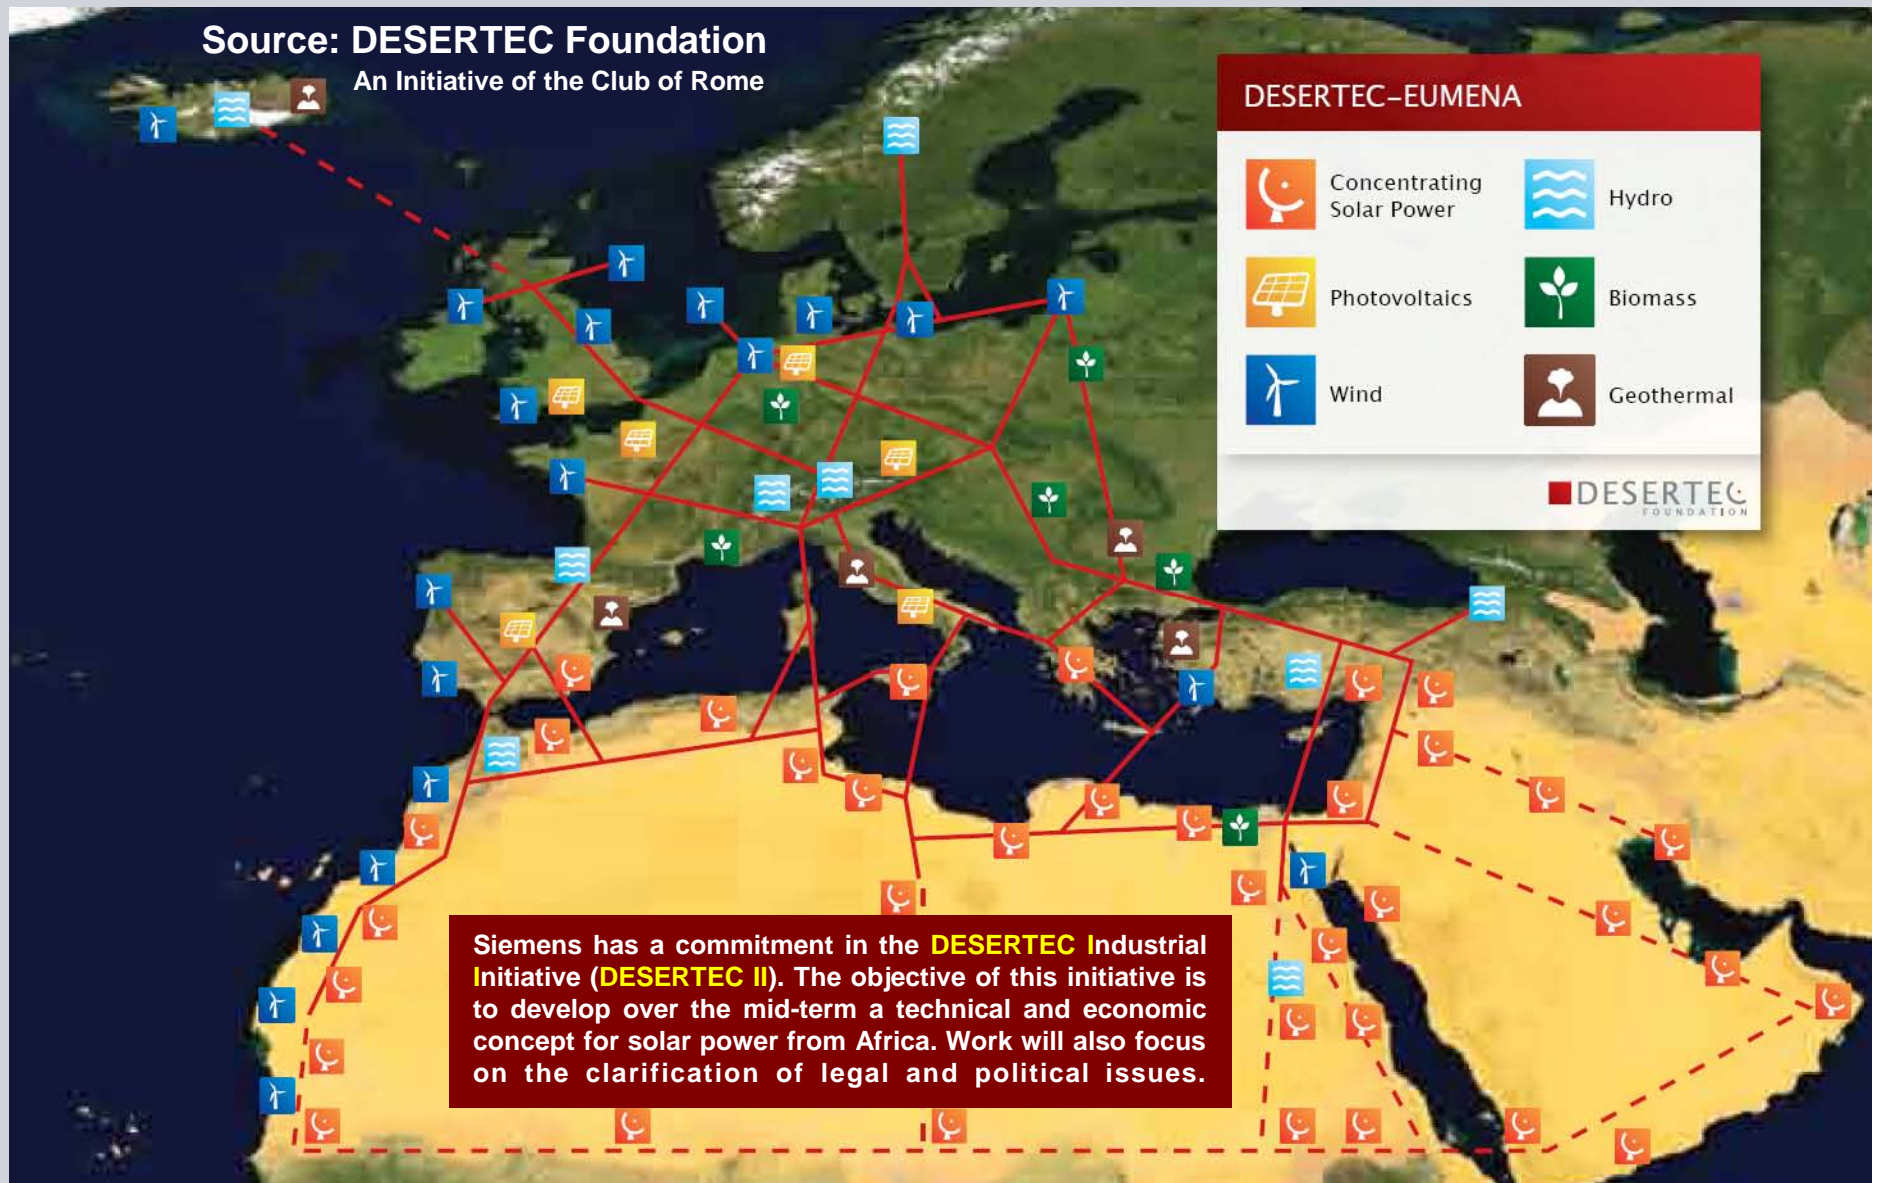 Source: DESERTEC Foundation
An Initiative of the Club of Rome
DESERTEC-EUMENA
Concentrating
Solar Power
Hydro
Photovoltaics
Biomass
Wind
Geothermal
DESERTEC
FOUNDATION
Siemens has a commitment in the DESERTEC Industrial
Initiative (DESERTEC II). The objective of this initiative is
to develop over the mid-term a technical and economic
concept for solar power from Africa. Work will also focus
on the clarification of legal and political issues.